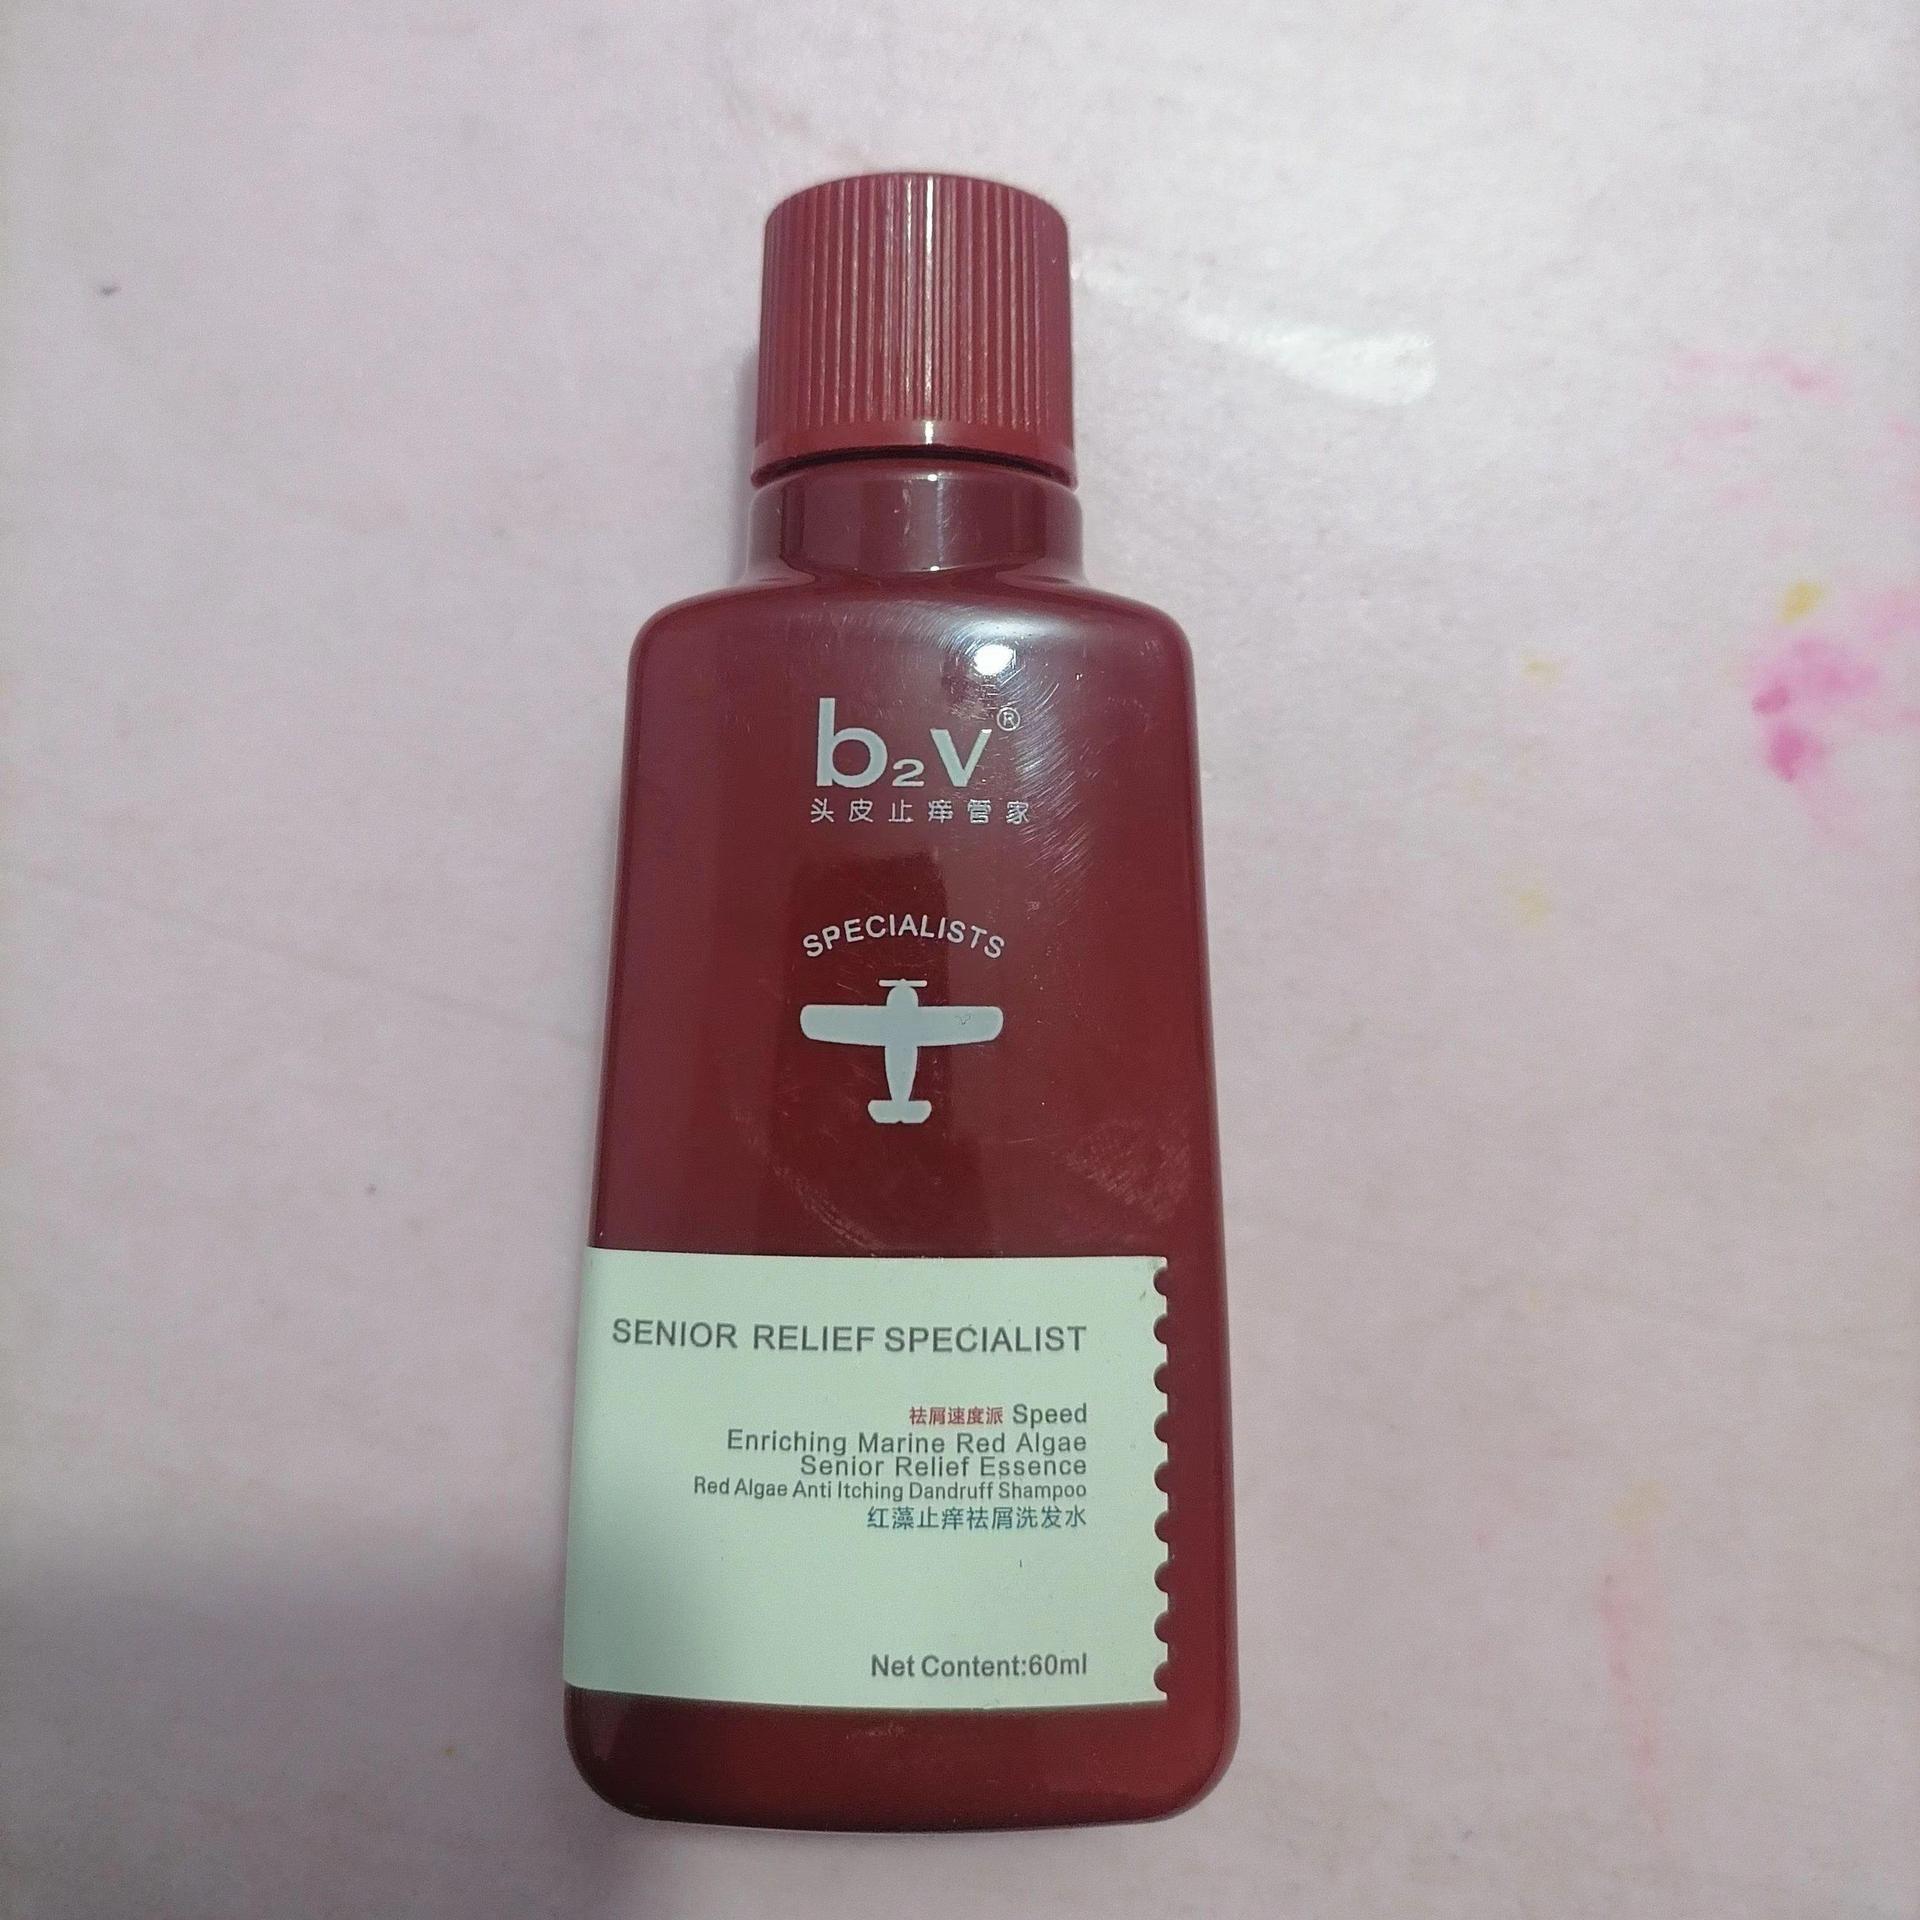 b2v®
头皮止痒管家
SPECIALISTS
SENIOR RELIEF SPECIALIST
祛屑速度派 Speed
Enriching Marine Red Algae
Senior Relief Essence
Red Algae Anti Itching Dandruff Shampoo
红藻止痒祛屑洗发水
Net Content:60ml